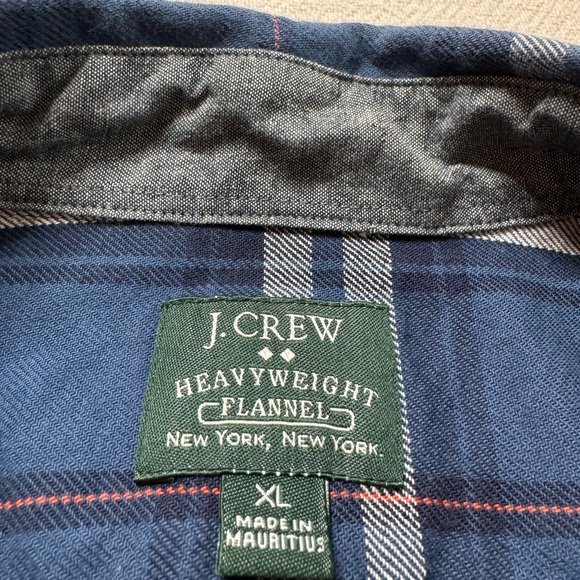 J. CREW
HEAVYWEIGHT
FLANNEL
NEW YORK, NEW YORK.
XL
MADE IN
MAURITIUS